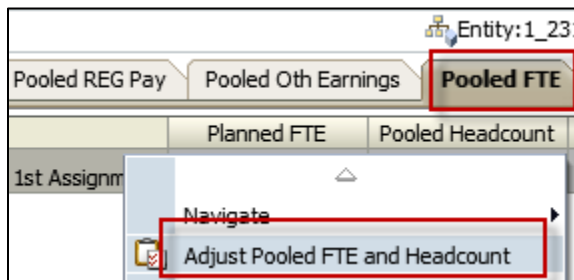 Entity:1_23
Pooled REG Pay Pooled Oth Earnings Pooled FTE
Planned FTE Pooled Headcount
1st Assignm
Navigate
Adjust Pooled FTE and Headcount